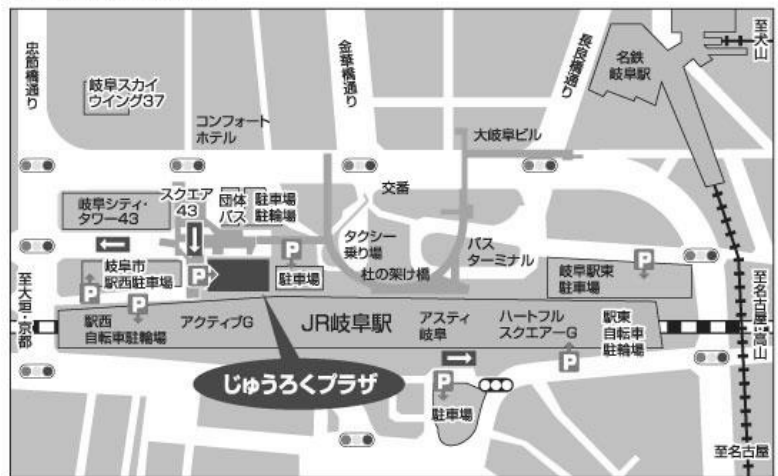 忠節橋通り
金華橋通り
長良橋通り
至犬山
名鉄
岐阜駅
岐阜スカイ
ウイング37
コンフォート
ホテル
大岐阜ビル
岐阜シティ・
タワー43
スクエア
43
団体
バス
駐車場
駐輪場
交番
タクシー
乗り場
バス
ターミナル
杜の架け橋
P
岐阜市
駅西駐車場
P
P
駐車場
P
岐阜駅東
駐車場
P
至大垣・京都
至名古屋・高山
P
駅西
自転車駐輪場
アクティブG
JR岐阜駅
アスティ
岐阜
ハートフル
スクエアーG
駅東
自転車
駐輪場
P
じゅうろくプラザ
P
駐車場
至名古屋